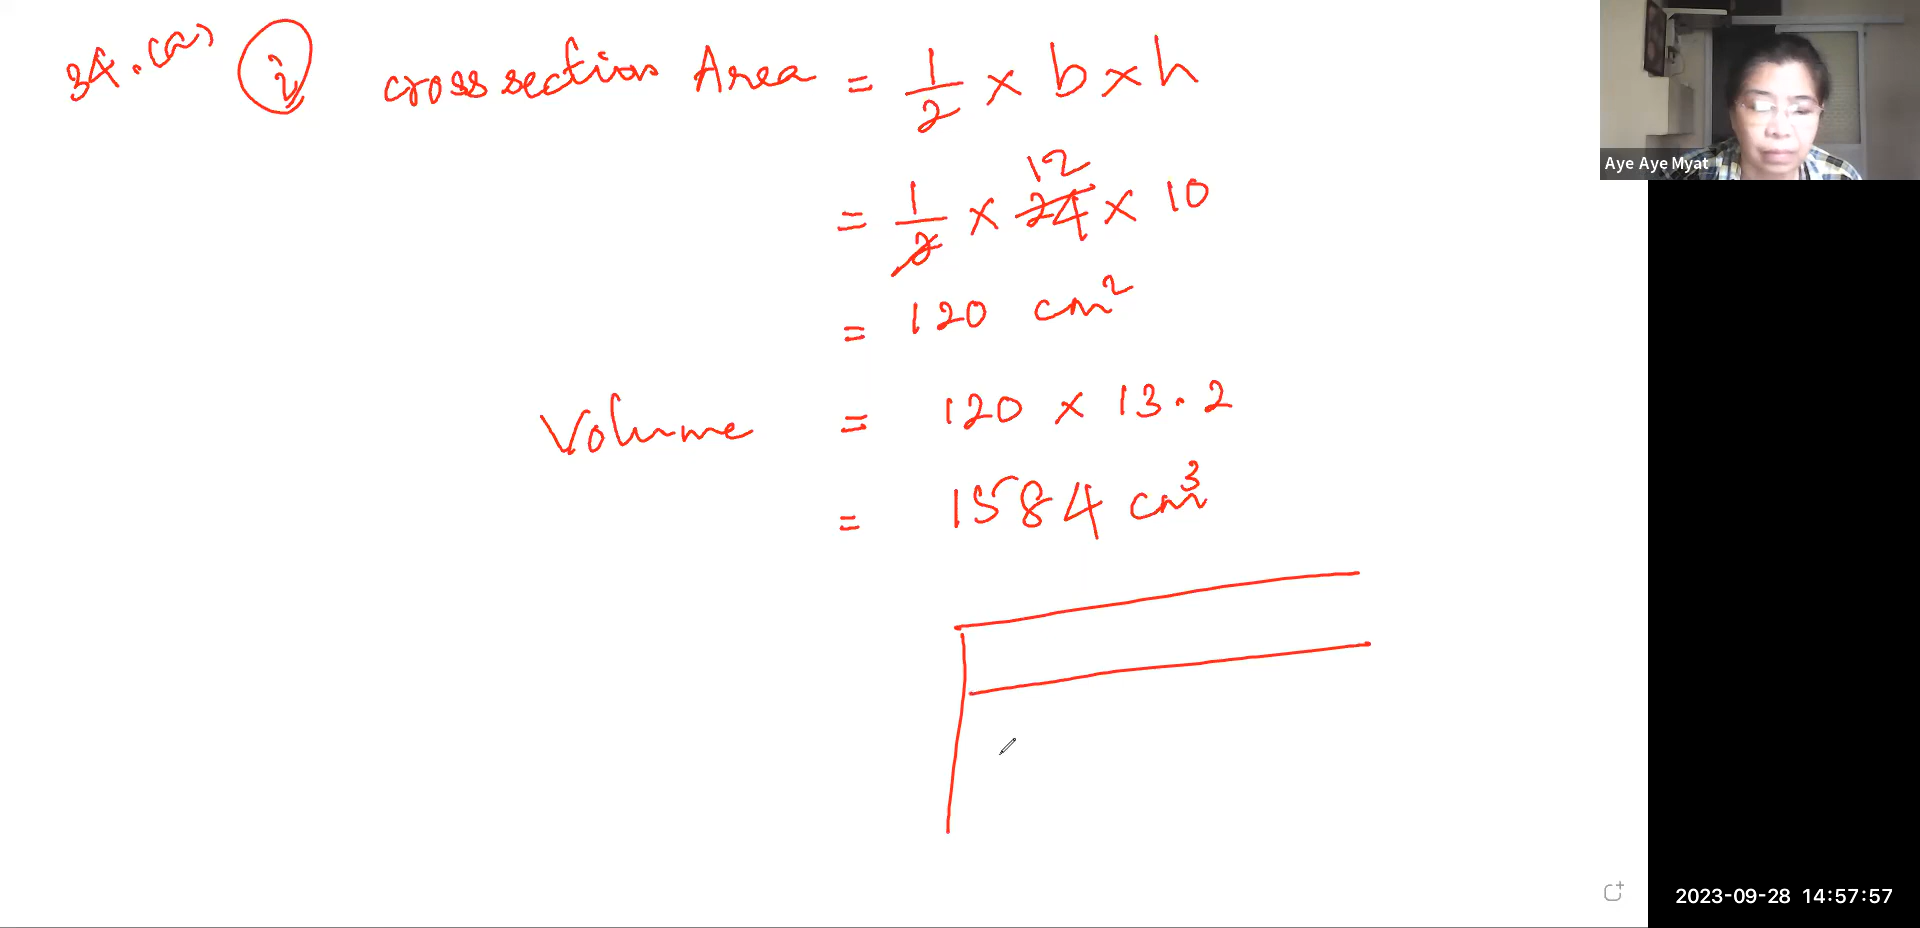 34.(a) i cross section Area = 1/2 × b × h
12
= 1/2 × 24 × 10
= 120 cm²
Volume = 120 × 13.2
= 1584 cm³
Aye Aye Myat
2023-09-28 14:57:57